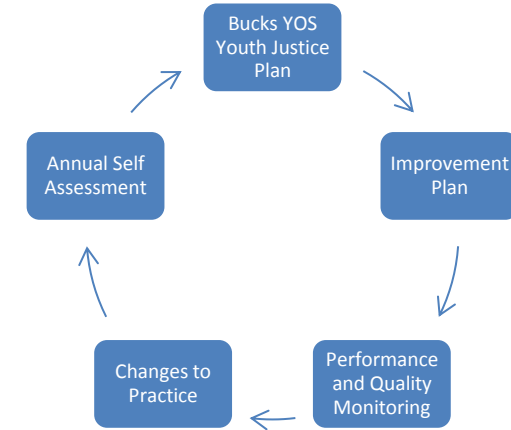 Bucks YOS
Youth Justice
Plan
Improvement
Plan
Performance
and Quality
Monitoring
Changes to
Practice
Annual Self
Assessment